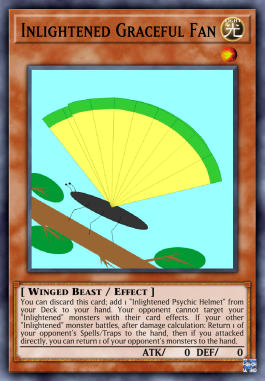 INLIGHTENED GRACEFUL FAN
LIGHT
光
[ WINGED BEAST / EFFECT ]
You can discard this card; add 1 "Inlightened Psychic Helmet" from
your Deck to your hand. Your opponent cannot target your
"Inlightened" monsters with their card effects. If your other
"Inlightened" monster battles, after damage calculation: Return 1 of
your opponent's Spells/Traps to the hand, then if you attacked
directly, you can return 1 of your opponent's monsters to the hand.
ATK/ 0 DEF/ 0